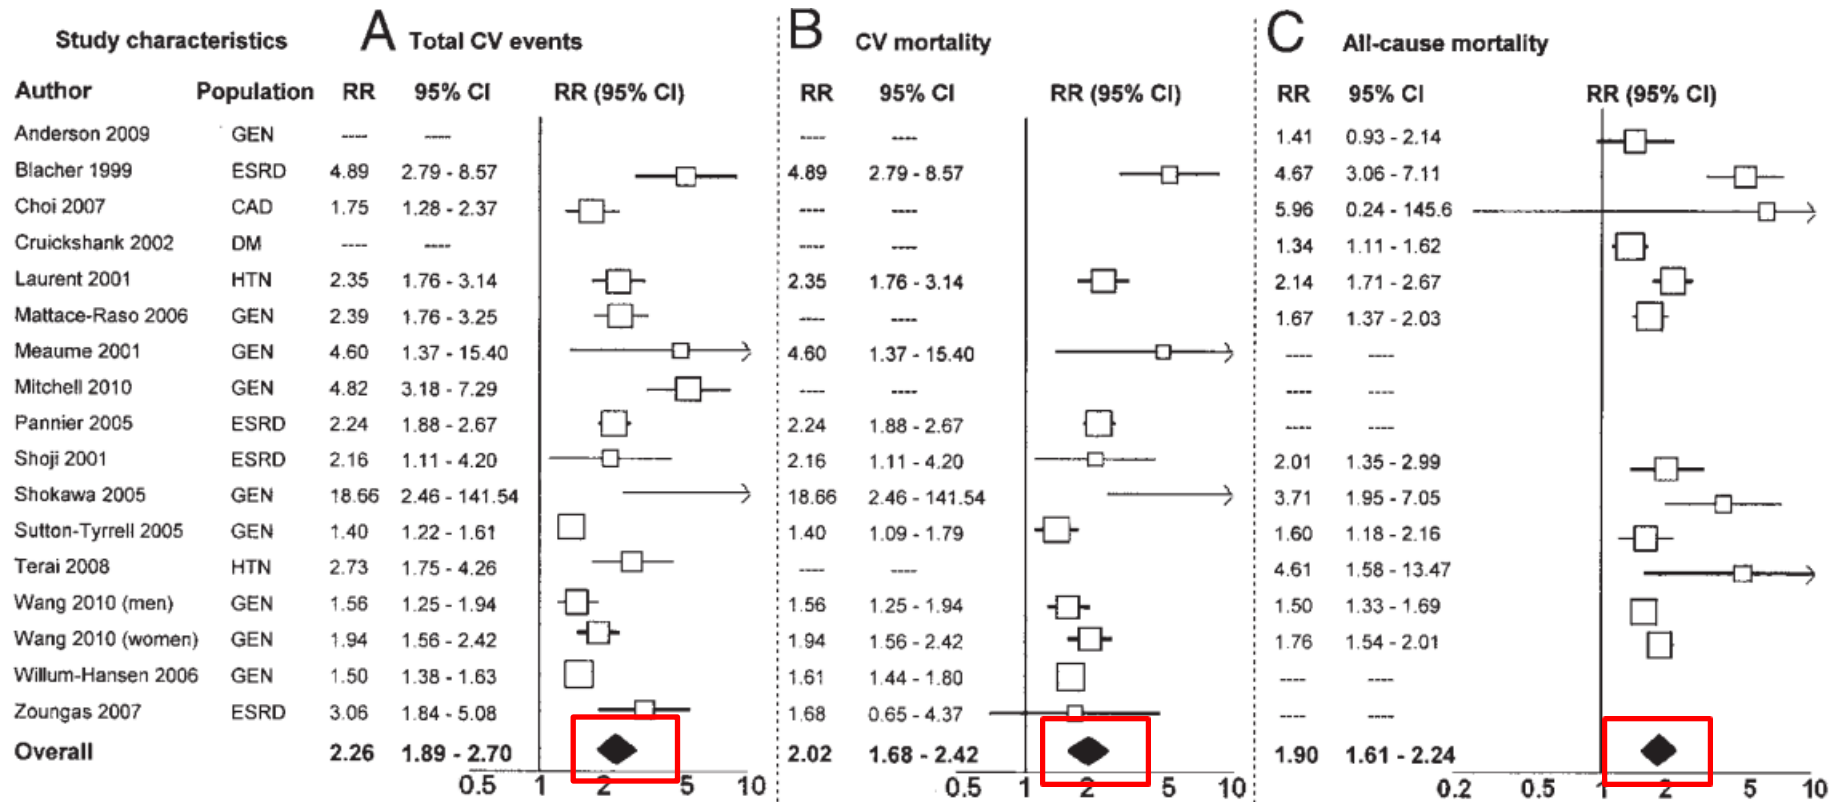 Study characteristics A Total CV events B CV mortality C All-cause mortality
Author Population RR 95% CI RR (95% CI) RR 95% CI RR (95% CI) RR 95% CI RR (95% CI)
Anderson 2009 GEN ---- ---- ---- ---- 1.41 0.93 - 2.14
Blacher 1999 ESRD 4.89 2.79 - 8.57 4.89 2.79 - 8.57 4.67 3.06 - 7.11
Choi 2007 CAD 1.75 1.28 - 2.37 ---- ---- 5.96 0.24 - 145.6
Cruickshank 2002 DM ---- ---- ---- ---- 1.34 1.11 - 1.62
Laurent 2001 HTN 2.35 1.76 - 3.14 2.35 1.76 - 3.14 2.14 1.71 - 2.67
Mattace-Raso 2006 GEN 2.39 1.76 - 3.25 ---- ---- 1.67 1.37 - 2.03
Meaume 2001 GEN 4.60 1.37 - 15.40 4.60 1.37 - 15.40 ---- ----
Mitchell 2010 GEN 4.82 3.18 - 7.29 ---- ---- ---- ----
Pannier 2005 ESRD 2.24 1.88 - 2.67 2.24 1.88 - 2.67 ---- ----
Shoji 2001 ESRD 2.16 1.11 - 4.20 2.16 1.11 - 4.20 2.01 1.35 - 2.99
Shokawa 2005 GEN 18.66 2.46 - 141.54 18.66 2.46 - 141.54 3.71 1.95 - 7.05
Sutton-Tyrrell 2005 GEN 1.40 1.22 - 1.61 1.40 1.09 - 1.79 1.60 1.18 - 2.16
Terai 2008 HTN 2.73 1.75 - 4.26 ---- ---- 4.61 1.58 - 13.47
Wang 2010 (men) GEN 1.56 1.25 - 1.94 1.56 1.25 - 1.94 1.50 1.33 - 1.69
Wang 2010 (women) GEN 1.94 1.56 - 2.42 1.94 1.56 - 2.42 1.76 1.54 - 2.01
Willum-Hansen 2006 GEN 1.50 1.38 - 1.63 1.61 1.44 - 1.80 ---- ----
Zoungas 2007 ESRD 3.06 1.84 - 5.08 1.68 0.65 - 4.37 ---- ----
Overall 2.26 1.89 - 2.70 2.02 1.68 - 2.42 1.90 1.61 - 2.24
0.5 1 2 5 10 0.5 1 2 5 10 0.2 0.5 1 2 5 10